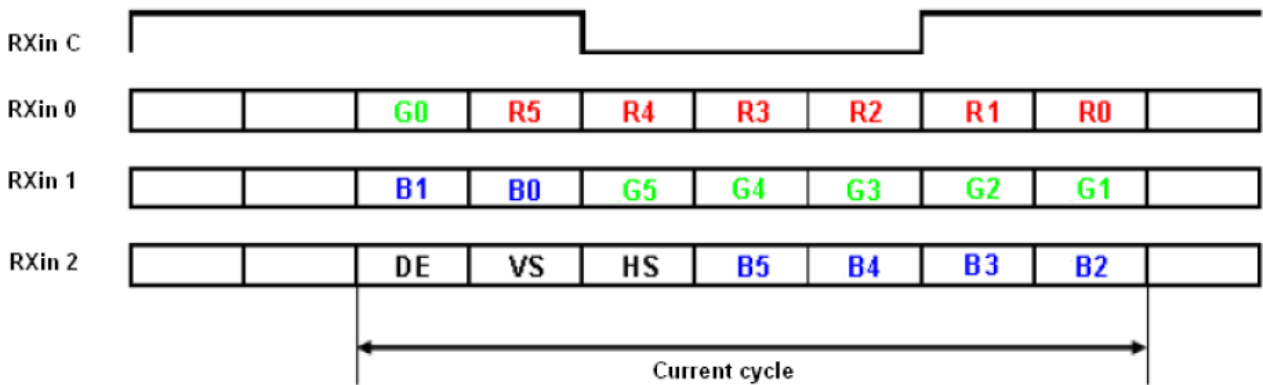 RXin C
RXin 0 G0 R5 R4 R3 R2 R1 R0
RXin 1 B1 B0 G5 G4 G3 G2 G1
RXin 2 DE VS HS B5 B4 B3 B2
Current cycle